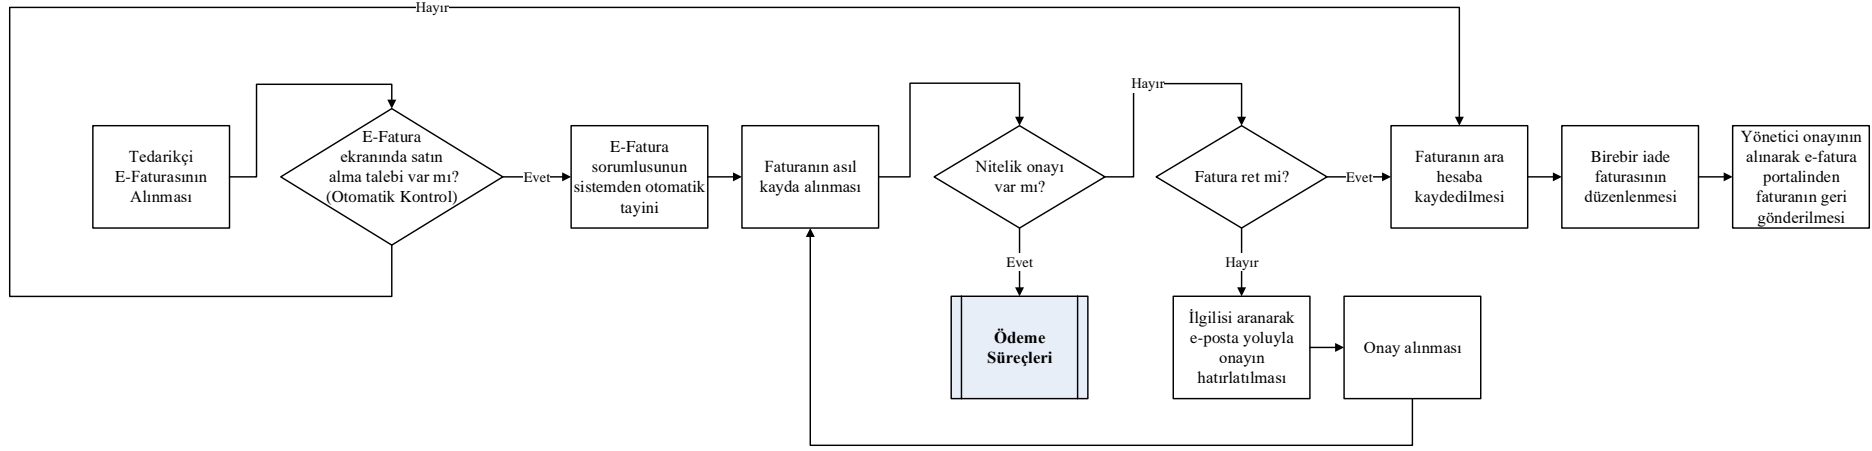 Hayır
Tedarikçi
E-Faturasının
Alınması
E-Fatura
ekranında satın
alma talebi var mı?
(Otomatik Kontrol)
Evet
E-Fatura
sorumlusunun
sistemden otomatik
tayini
Faturanın asıl
kayda alınması
Nitelik onayı
var mı?
Hayır
Evet
Ödeme
Süreçleri
Fatura ret mi?
Evet
Hayır
İlgilisi aranarak
e-posta yoluyla
onayın
hatırlatılması
Onay alınması
Faturanın ara
hesaba
kaydedilmesi
Birebir iade
faturasının
düzenlenmesi
Yönetici onayının
alınarak e-fatura
portalinden
faturanın geri
gönderilmesi